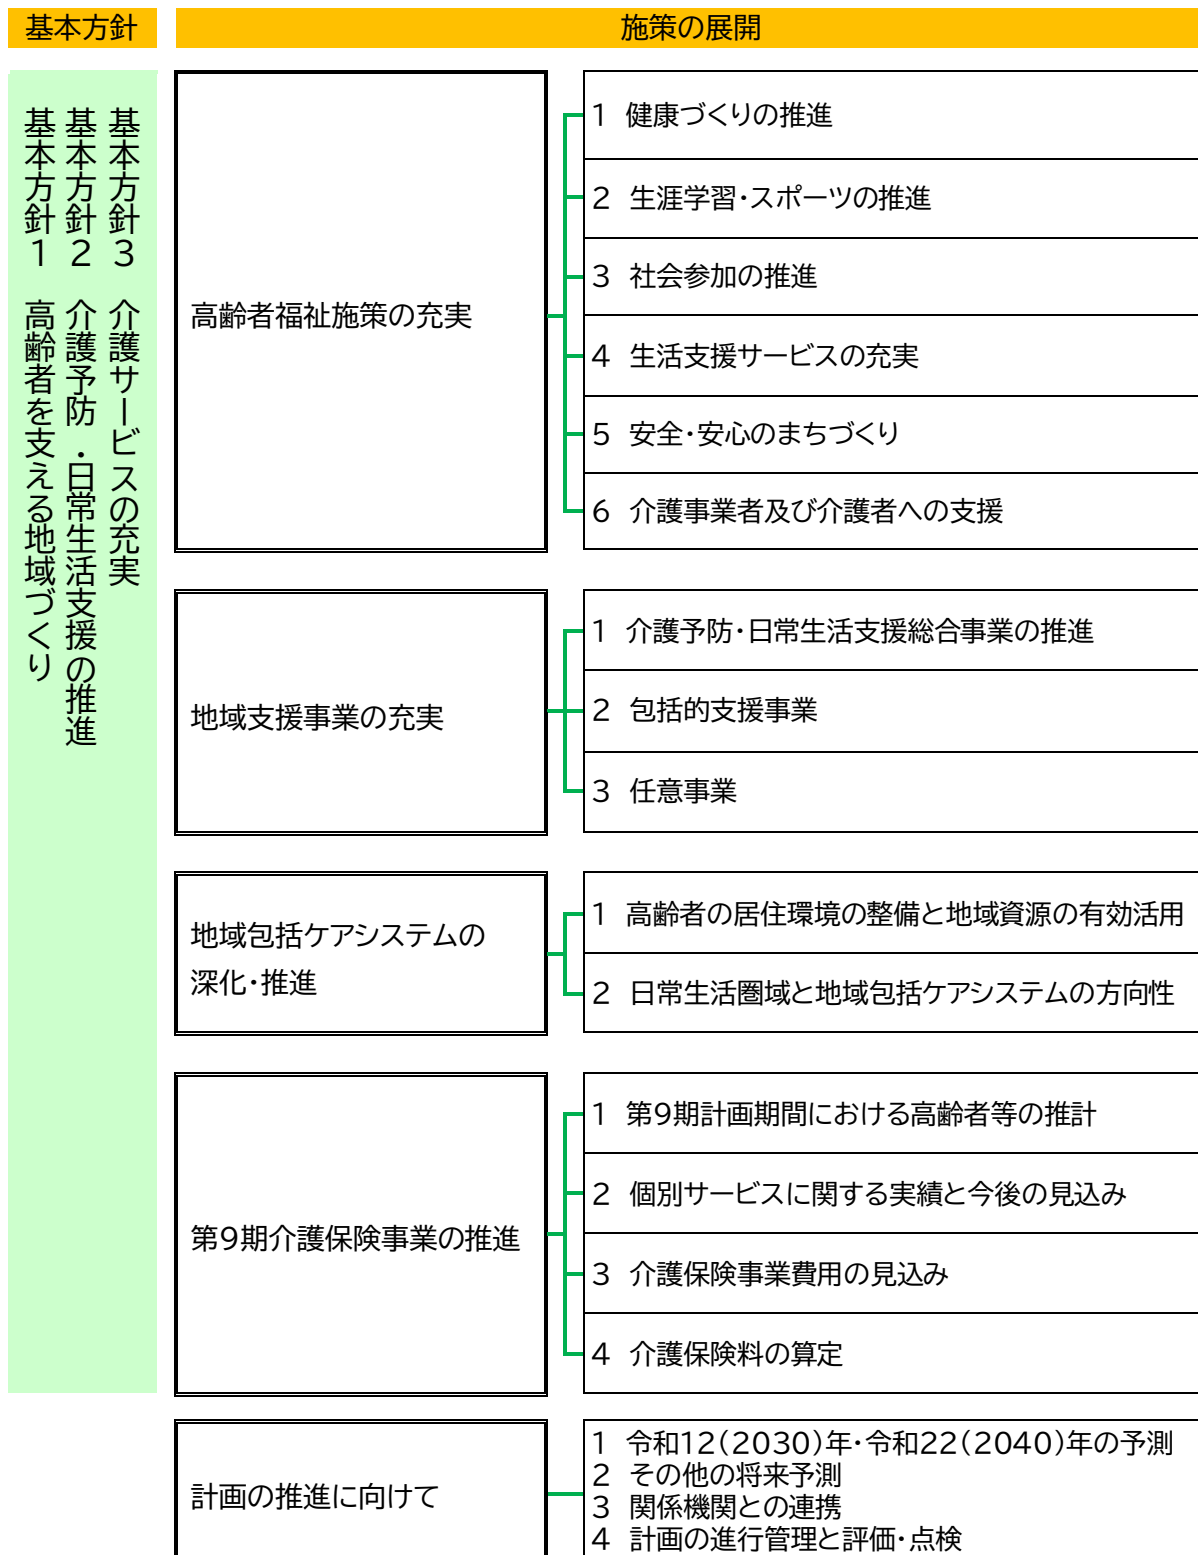 基本方針
施策の展開
基本方針3 介護サービスの充実
基本方針2 介護予防・日常生活支援の推進
基本方針1 高齢者を支える地域づくり
高齢者福祉施策の充実
1 健康づくりの推進
2 生涯学習・スポーツの推進
3 社会参加の推進
4 生活支援サービスの充実
5 安全・安心のまちづくり
6 介護事業者及び介護者への支援
地域支援事業の充実
1 介護予防・日常生活支援総合事業の推進
2 包括的支援事業
3 任意事業
地域包括ケアシステムの
深化・推進
1 高齢者の居住環境の整備と地域資源の有効活用
2 日常生活圏域と地域包括ケアシステムの方向性
第9期介護保険事業の推進
1 第9期計画期間における高齢者等の推計
2 個別サービスに関する実績と今後の見込み
3 介護保険事業費用の見込み
4 介護保険料の算定
計画の推進に向けて
1 令和12(2030)年・令和22(2040)年の予測
2 その他の将来予測
3 関係機関との連携
4 計画の進行管理と評価・点検